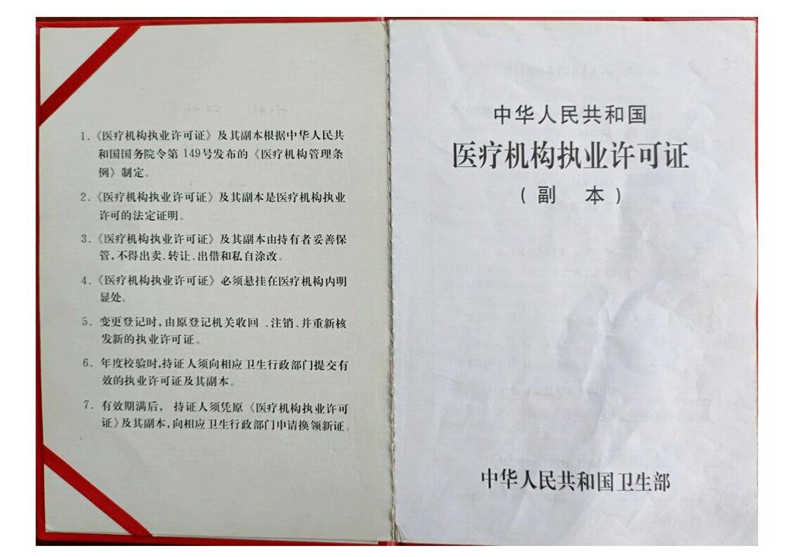 1.《医疗机构执业许可证》及其副本根据中华人民共
和国国务院令第149号发布的《医疗机构管理条
例》制定。
2.《医疗机构执业许可证》及其副本是医疗机构执业
许可的法定证明。
3.《医疗机构执业许可证》及其副本由持有者妥善保
管,不得出卖、转让、出借和私自涂改。
4.《医疗机构执业许可证》必须悬挂在医疗机构内明
显处。
5. 变更登记时,由原登记机关收回、注销、并重新核
发新的执业许可证。
6. 年度校验时,持证人须向相应卫生行政部门提交有
效的执业许可证及其副本。
7. 有效期满后, 持证人须凭原《医疗机构执业许可
证》及其副本,向相应卫生行政部门申请换领新证。
中华人民共和国
医疗机构执业许可证
(副 本)
中华人民共和国卫生部